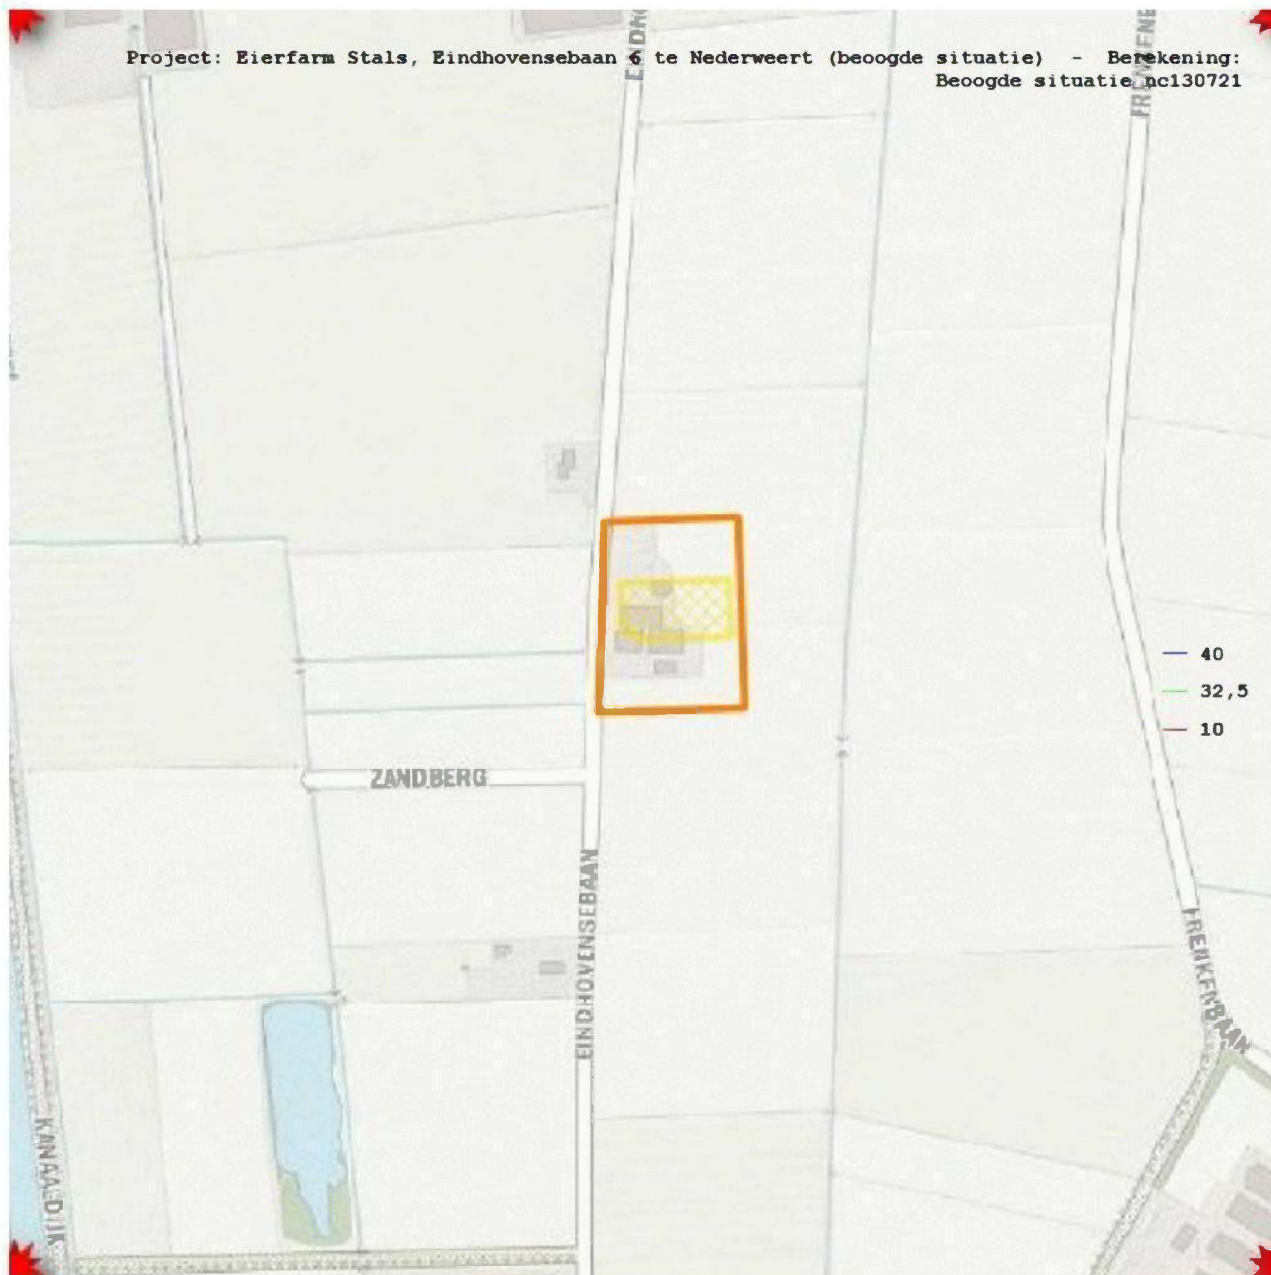 Project: Eierfarm Stals, Eindhovensebaan 6 te Nederweert (beoogde situatie) - Berekening:
Beoogde situatie nc130721
40
32,5
10
ZANDBERG
EINDHOVENSEBAAN
KANAALDIJK